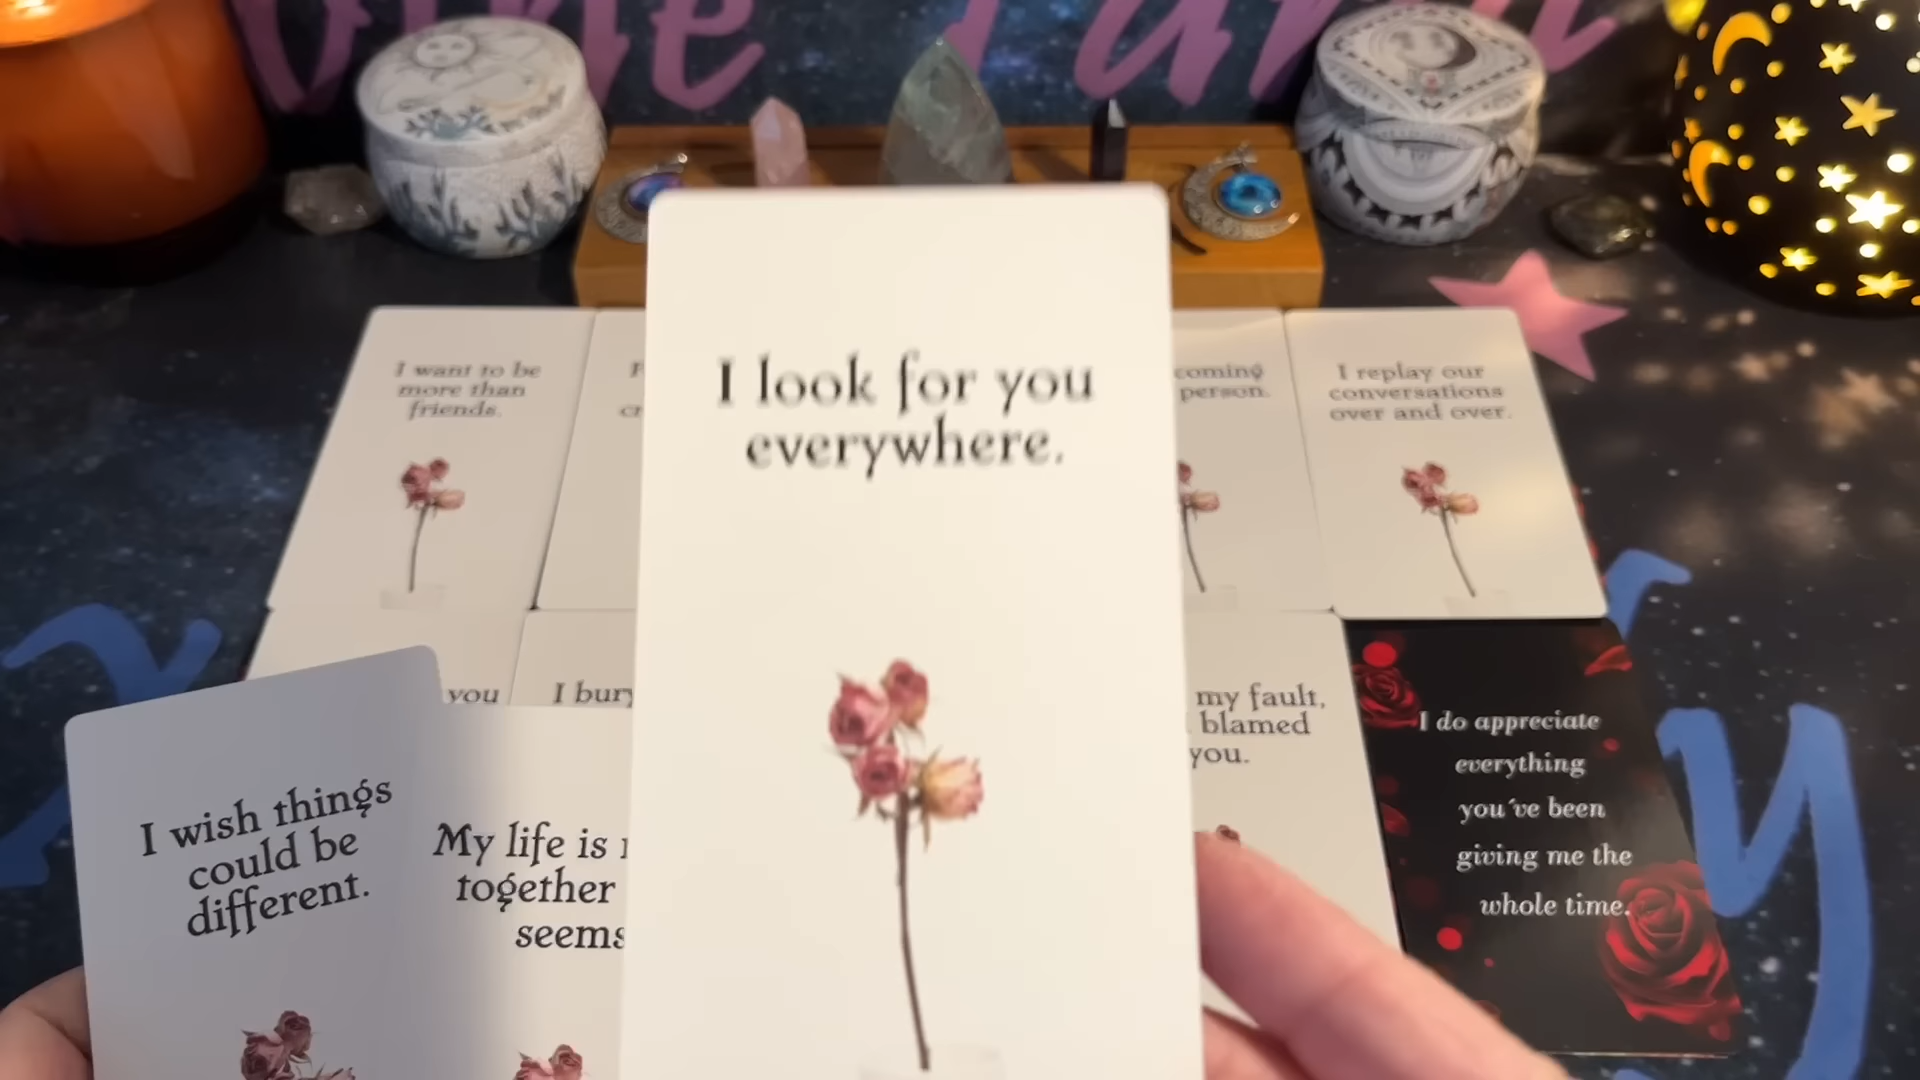 I want to be
more than
friends.
I look for you
everywhere.
coming
person.
I replay our
conversations
over and over.
you
I bury
my fault,
blamed
you.
I do appreciate
everything
you've been
giving me the
whole time.
I wish things
could be
different.
My life is
together
seems